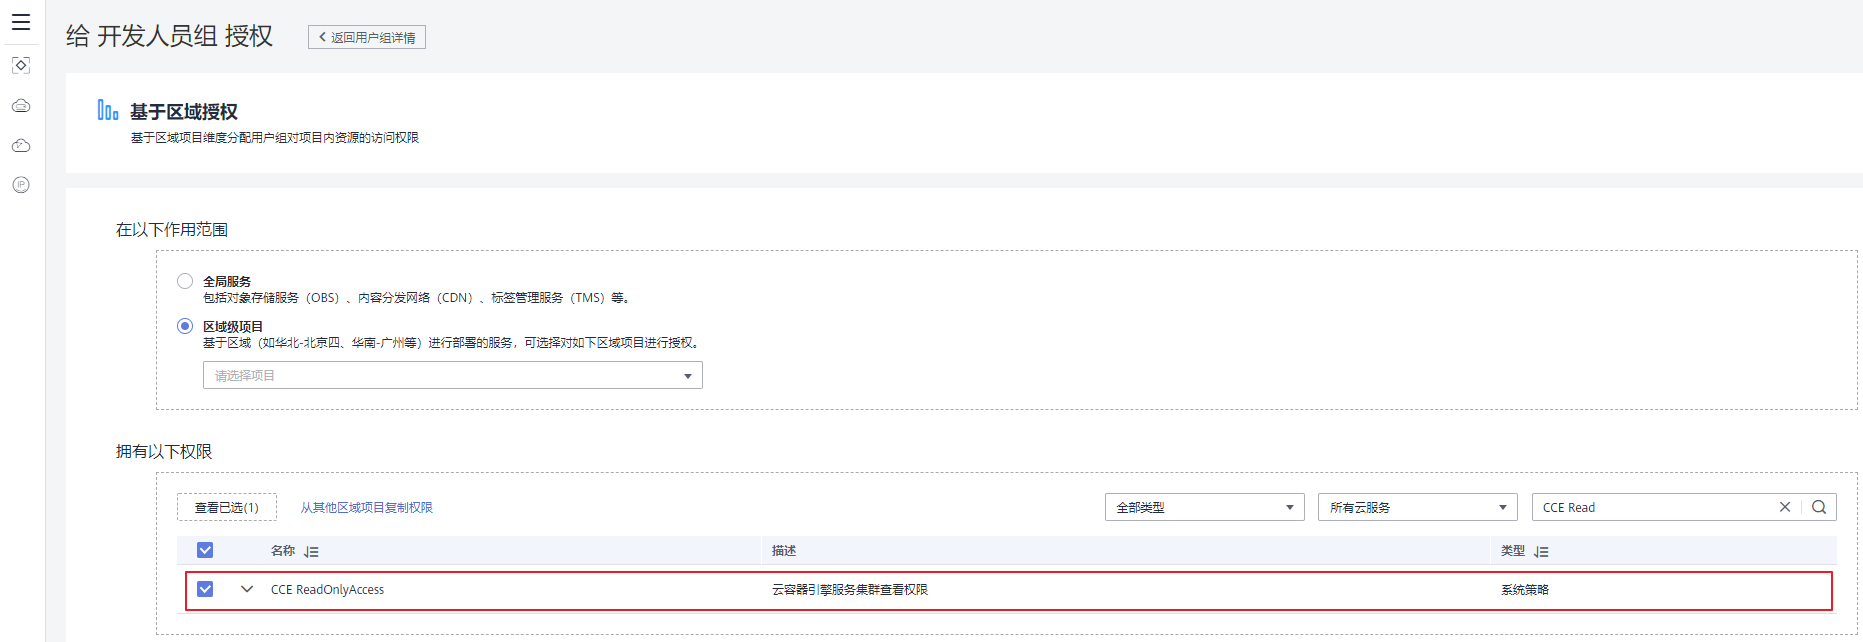 给 开发人员组 授权
返回用户组详情
基于区域授权
基于区域项目维度分配用户组对项目内资源的访问权限
IP
在以下作用范围
全局服务
包括对象存储服务（OBS）、内容分发网络（CDN）、标签管理服务（TMS）等。
区域级项目
基于区域（如华北-北京四、华南-广州等）进行部署的服务，可选择对如下区域项目进行授权。
请选择项目
拥有以下权限
查看已选(1) 从其他区域项目复制权限 全部类型 所有云服务 CCE Read
名称 描述 类型
CCE ReadOnlyAccess 云容器引擎服务集群查看权限 系统策略